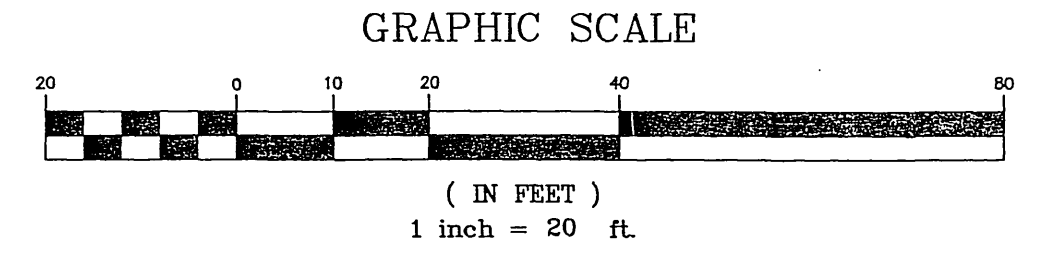 GRAPHIC SCALE
20 0 10 20 40 80
( IN FEET )
1 inch = 20 ft.